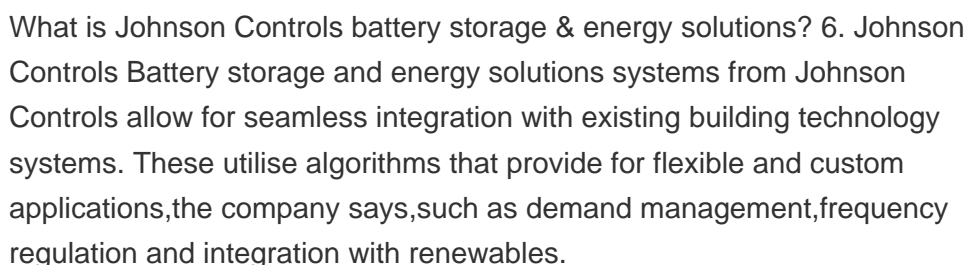 What is Johnson Controls battery storage & energy solutions? 6. Johnson
Controls Battery storage and energy solutions systems from Johnson
Controls allow for seamless integration with existing building technology
systems. These utilise algorithms that provide for flexible and custom
applications,the company says,such as demand management,frequency
regulation and integration with renewables.